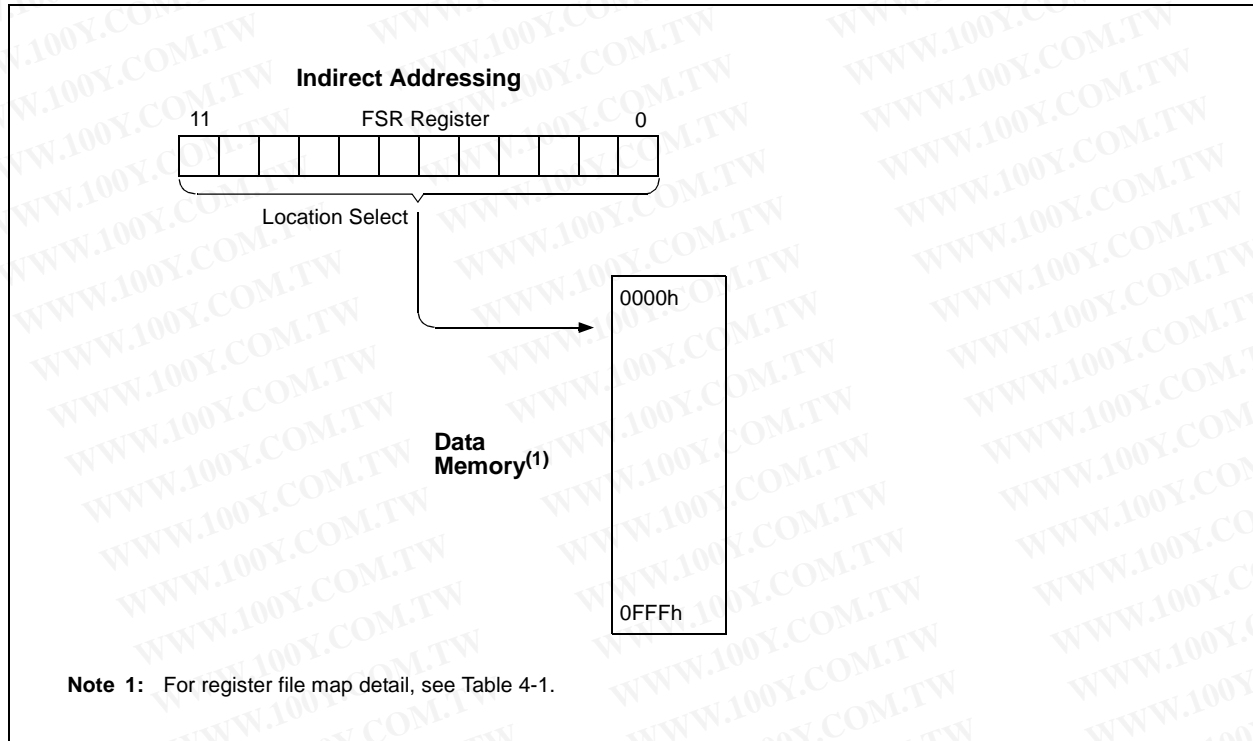 Indirect Addressing
11 FSR Register 0
Location Select
0000h
Data
Memory(1)
0FFFh
Note 1: For register file map detail, see Table 4-1.
WWW.100Y.COM.TW